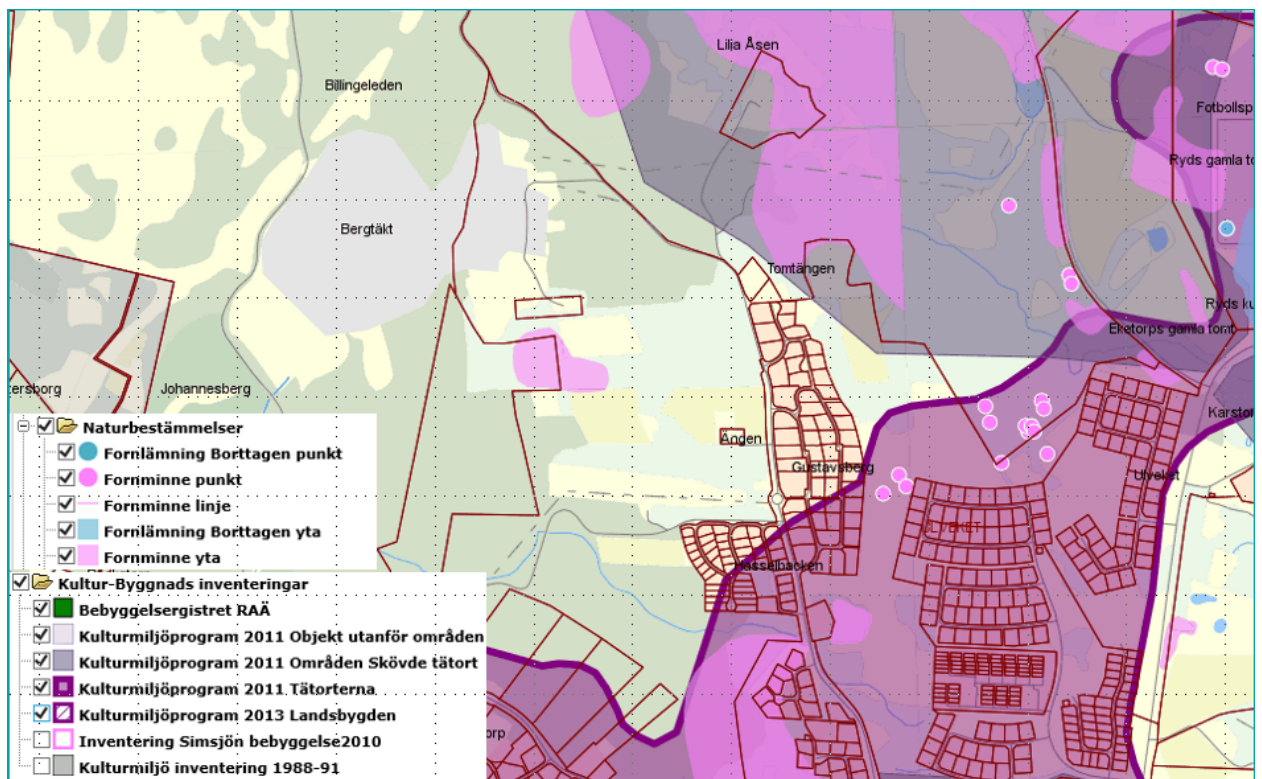 Lilja Åsen
Billingeleden
Fotbollsp
Ryds gamla to
Bergtäkt
Tomtängen
Ryds ku
Eketorps gamla tomt
tersborg
Johannesberg
Karstor
Ängen
Gustavsberg
Ulveket
Hasselbacken
orp
Naturbestämmelser
Fornlämning Borttagen punkt
Fornminne punkt
Fornminne linje
Fornlämning Borttagen yta
Fornminne yta
Kultur-Byggnads inventeringar
Bebyggelsergistret RAÄ
Kulturmiljöprogram 2011 Objekt utanför områden
Kulturmiljöprogram 2011 Områden Skövde tätort
Kulturmiljöprogram 2011 Tätorterna
Kulturmiljöprogram 2013 Landsbygden
Inventering Simsjön bebyggelse2010
Kulturmiljö inventering 1988-91